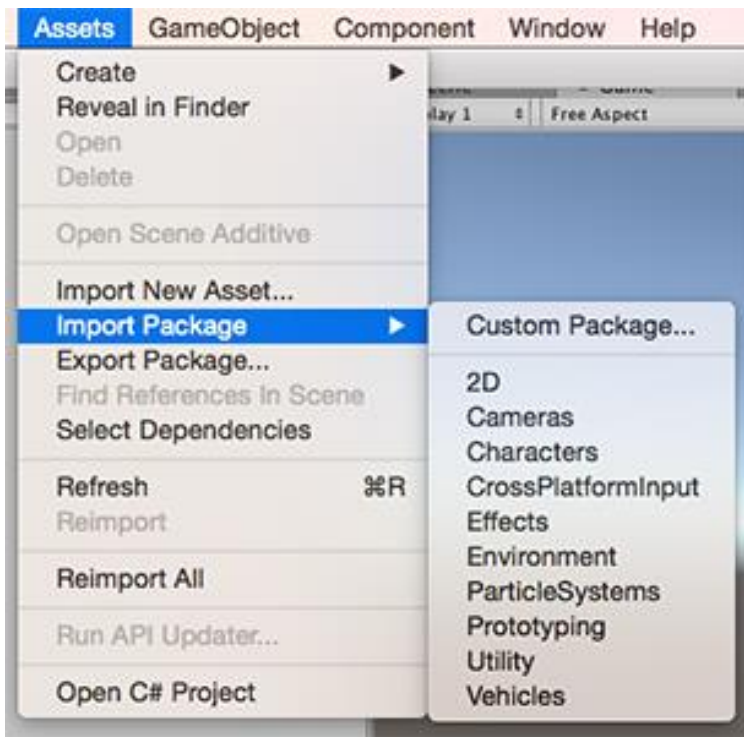 Assets GameObject Component Window Help
Create
Reveal in Finder
Open
Delete
Open Scene Additive
Import New Asset...
Import Package
Export Package...
Find References In Scene
Select Dependencies
Refresh ⌘R
Reimport
Reimport All
Run API Updater...
Open C# Project
Free Aspect
Custom Package...
2D
Cameras
Characters
CrossPlatformInput
Effects
Environment
ParticleSystems
Prototyping
Utility
Vehicles